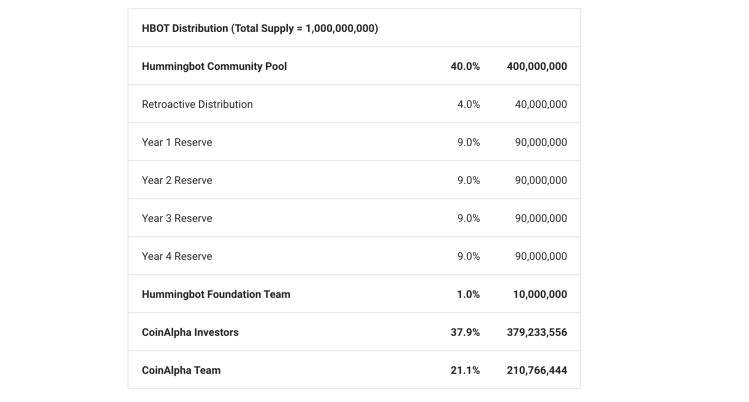 HBOT Distribution (Total Supply = 1,000,000,000)
Hummingbot Community Pool 40.0% 400,000,000
Retroactive Distribution 4.0% 40,000,000
Year 1 Reserve 9.0% 90,000,000
Year 2 Reserve 9.0% 90,000,000
Year 3 Reserve 9.0% 90,000,000
Year 4 Reserve 9.0% 90,000,000
Hummingbot Foundation Team 1.0% 10,000,000
CoinAlpha Investors 37.9% 379,233,556
CoinAlpha Team 21.1% 210,766,444